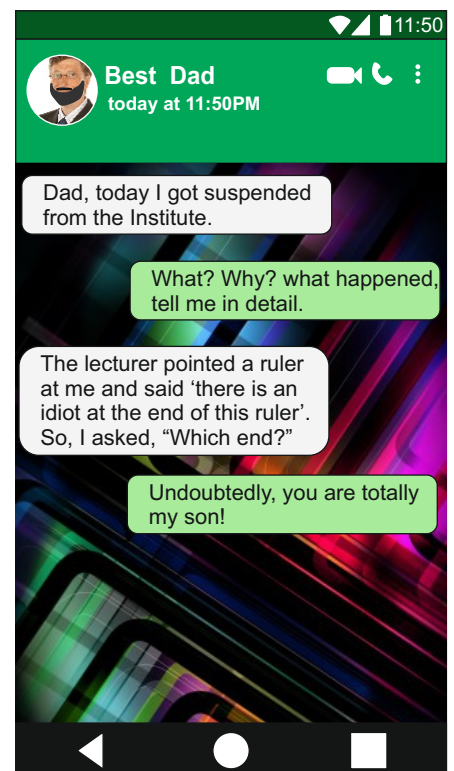 11:50
Best Dad
today at 11:50PM
Dad, today I got suspended
from the Institute.
What? Why? what happened,
tell me in detail.
The lecturer pointed a ruler
at me and said ‘there is an
idiot at the end of this ruler’.
So, I asked, “Which end?”
Undoubtedly, you are totally
my son!